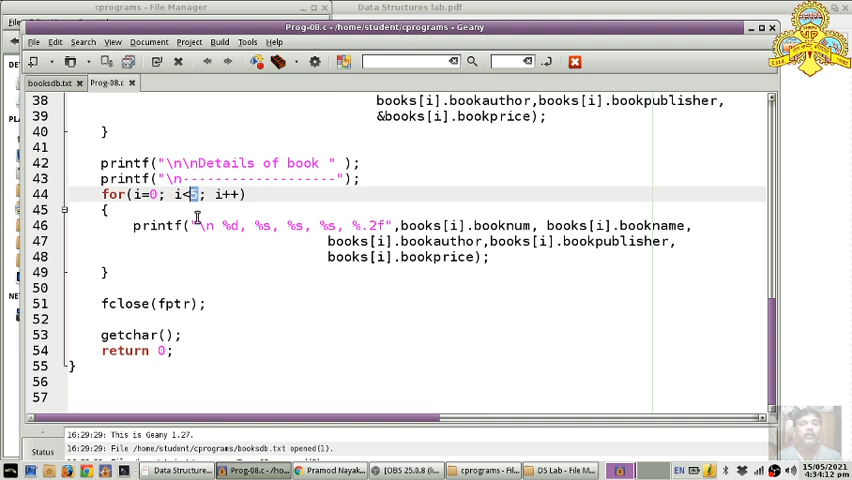 cprograms - File Manager
Data Structures lab.pdf
Prog-08.c - /home/student/cprograms - Geany
File Edit Search View Document Project Build Tools Help
booksdb.txt Prog-08.c
38 books[i].bookauthor,books[i].bookpublisher,
39 &books[i].bookprice);
40 }
41
42 printf("\n\nDetails of book " );
43 printf("\n-------------------");
44 for(i=0; i<5; i++)
45 {
46 printf("\n %d, %s, %s, %s, %.2f",books[i].booknum, books[i].bookname,
47 books[i].bookauthor,books[i].bookpublisher,
48 books[i].bookprice);
49 }
50
51 fclose(fptr);
52
53 getchar();
54 return 0;
55 }
56
57
16:29:29: This is Geany 1.27.
Status 16:29:29: File /home/student/cprograms/booksdb.txt opened(1).
Data Structure... Prog-08.c - /ho... Pramod Nayak... [OBS 25.0.8 (li... cprograms - Fil... DS Lab - File M... EN 4:34:12 PM
15/05/2021